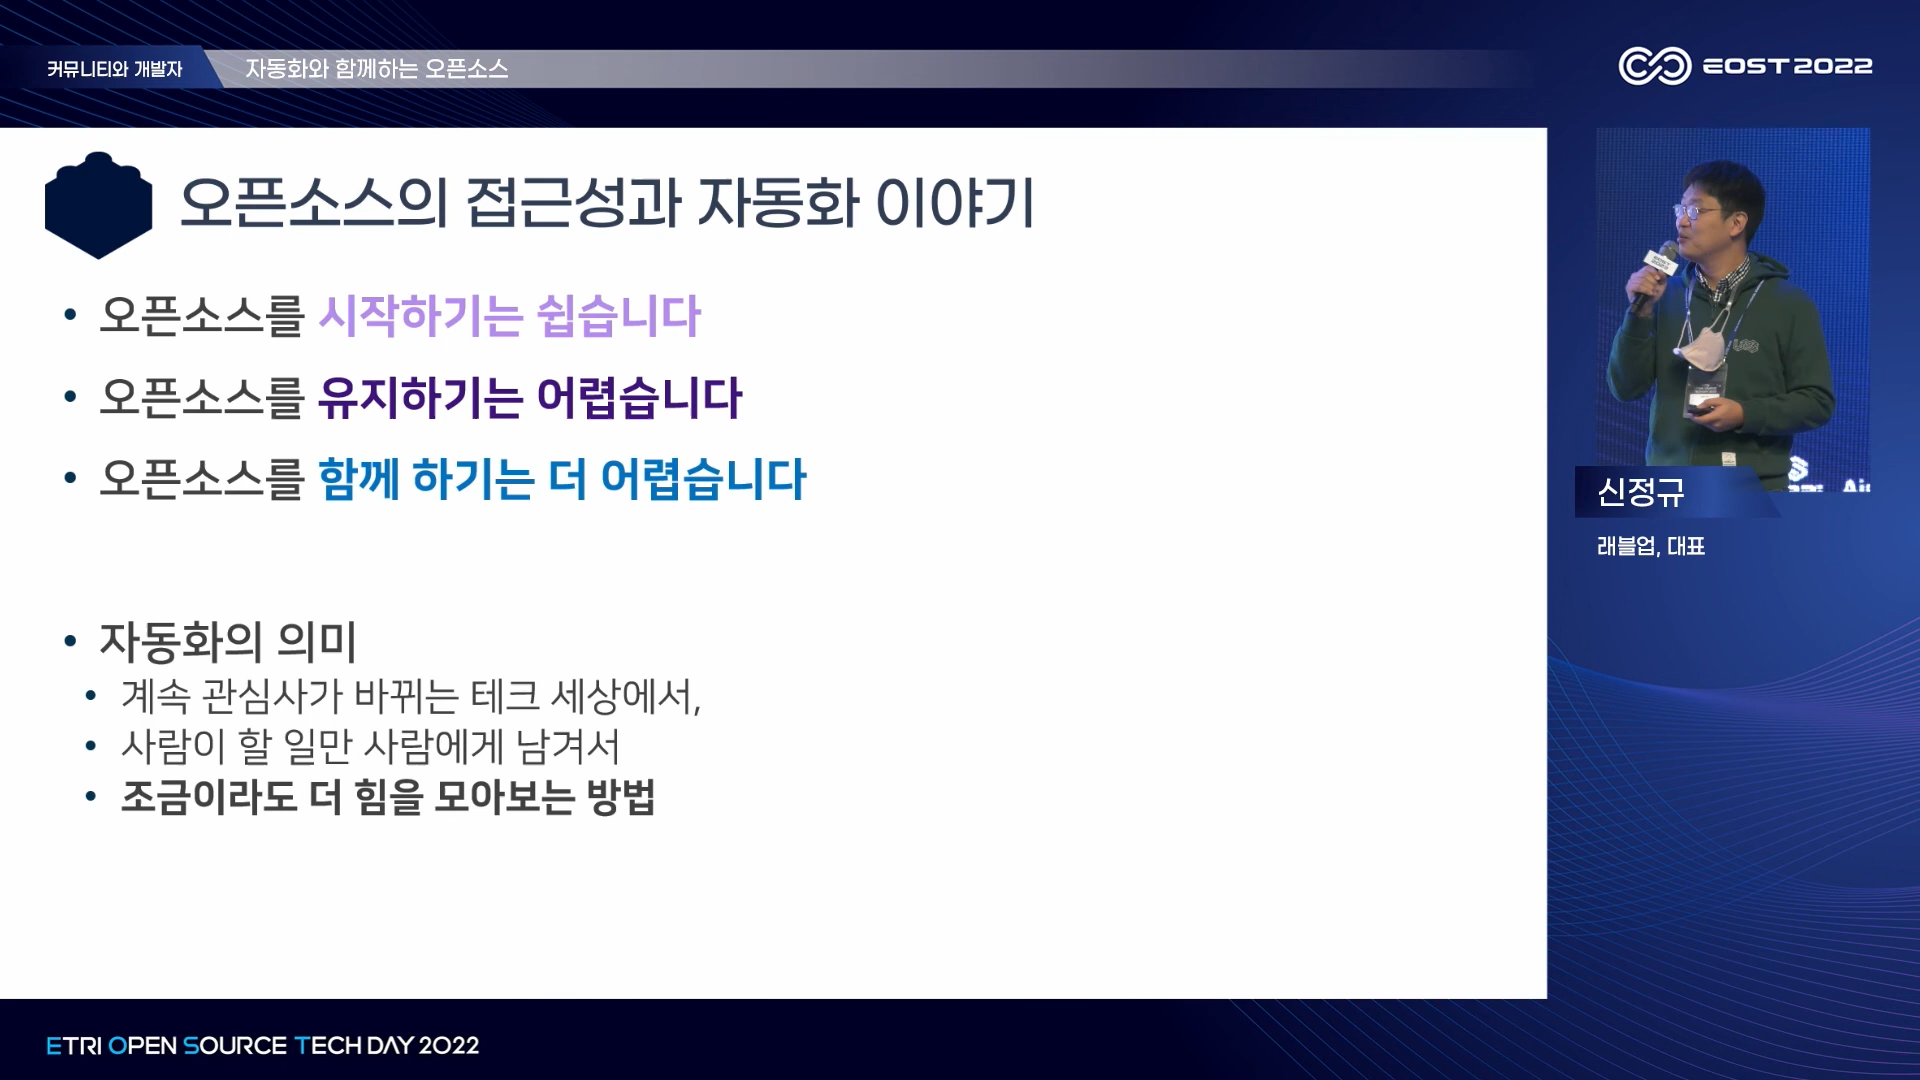 커뮤니티와 개발자
자동화와 함께하는 오픈소스
EOST2022
오픈소스의 접근성과 자동화 이야기
• 오픈소스를 시작하기는 쉽습니다
• 오픈소스를 유지하기는 어렵습니다
• 오픈소스를 함께 하기는 더 어렵습니다
• 자동화의 의미
• 계속 관심사가 바뀌는 테크 세상에서,
• 사람이 할 일만 사람에게 남겨서
• 조금이라도 더 힘을 모아보는 방법
신정규
래블업, 대표
ETRI OPEN SOURCE TECH DAY 2022